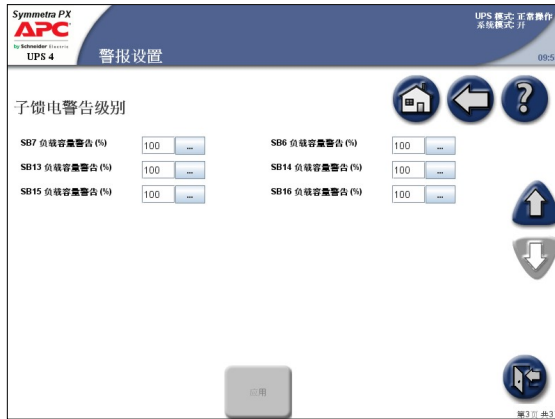 Symmetra PX
APC
by Schneider Electric
UPS 4
警报设置
UPS 模式: 正常操作
系统模式: 开
09:5
子馈电警告级别
SB7 负载容量警告 (%) 100 ... SB6 负载容量警告 (%) 100 ...
SB13 负载容量警告 (%) 100 ... SB14 负载容量警告 (%) 100 ...
SB15 负载容量警告 (%) 100 ... SB16 负载容量警告 (%) 100 ...
应用
第3页 共3